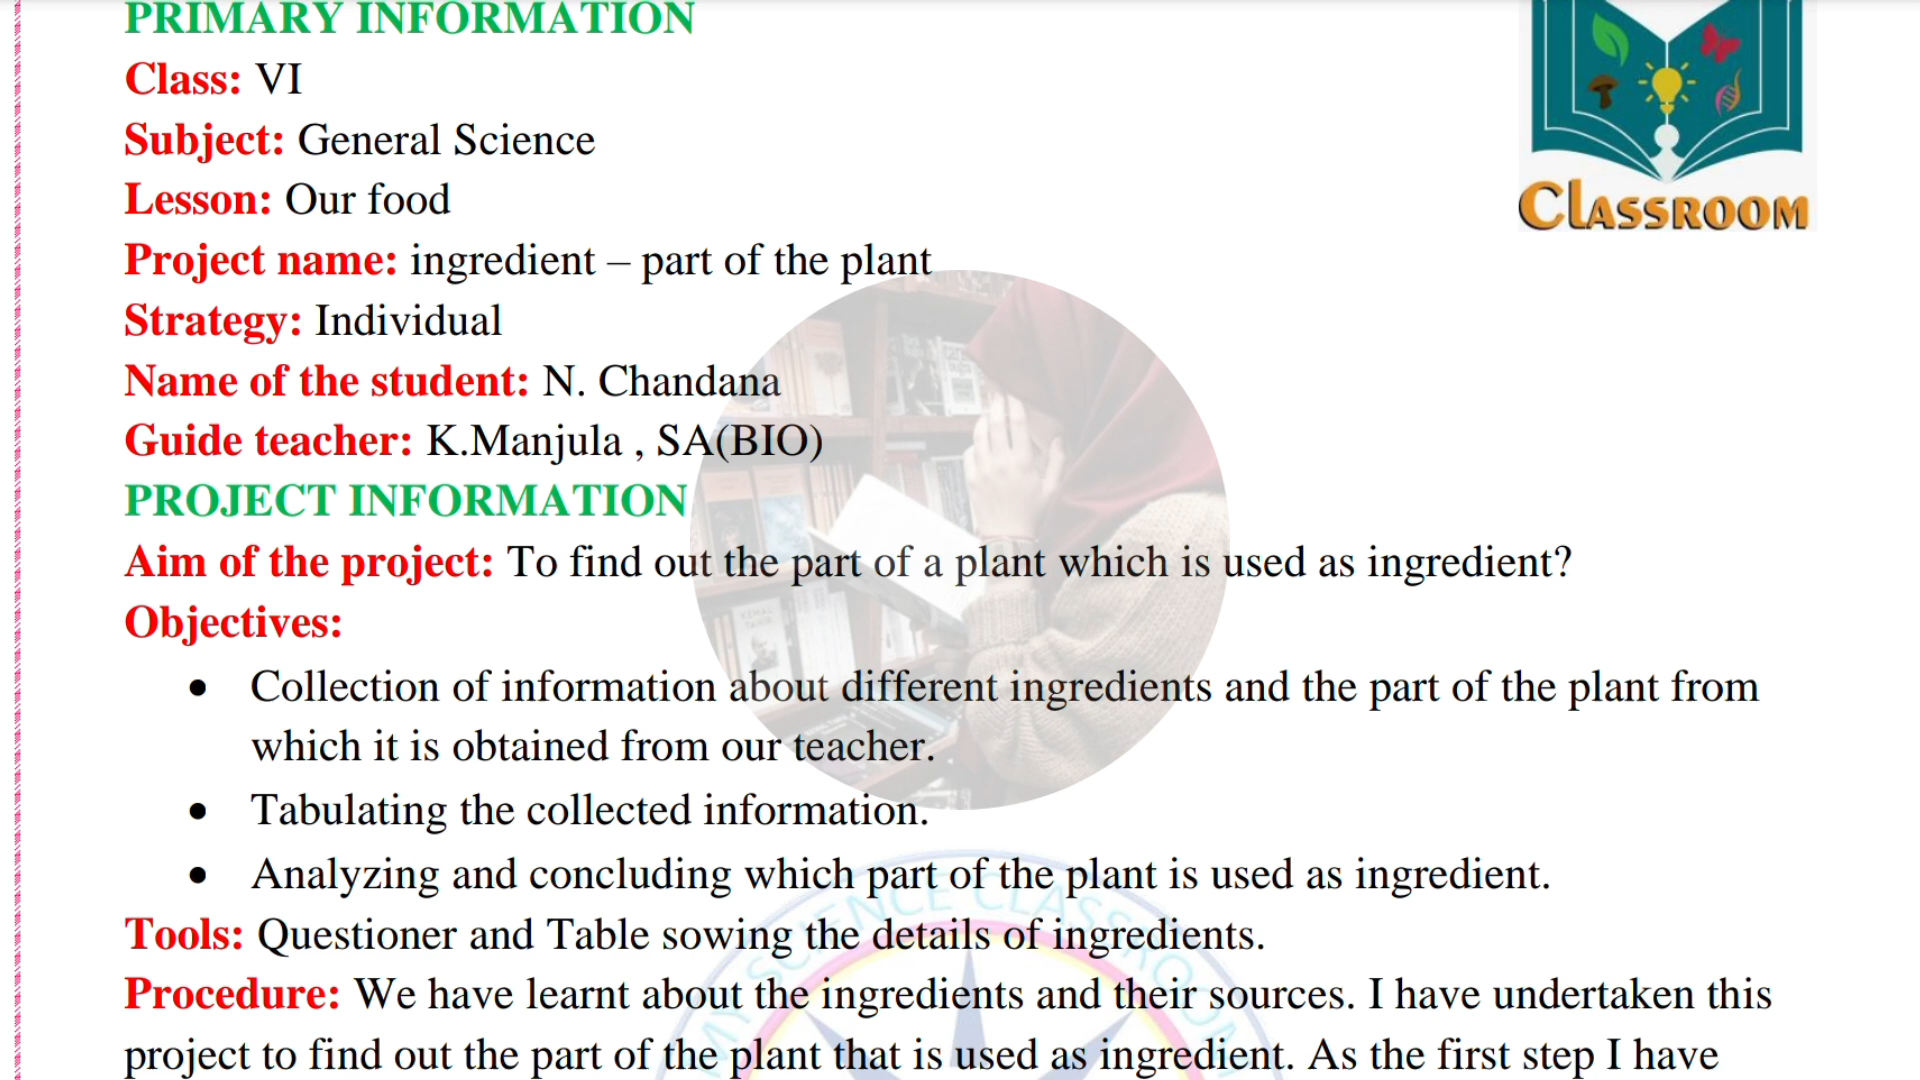 PRIMARY INFORMATION
Class: VI
Subject: General Science
Lesson: Our food
CLASSROOM
Project name: ingredient – part of the plant
Strategy: Individual
Name of the student: N. Chandana
Guide teacher: K.Manjula , SA(BIO)
PROJECT INFORMATION
Aim of the project: To find out the part of a plant which is used as ingredient?
Objectives:
• Collection of information about different ingredients and the part of the plant from
which it is obtained from our teacher.
• Tabulating the collected information.
• Analyzing and concluding which part of the plant is used as ingredient.
Tools: Questioner and Table sowing the details of ingredients.
Procedure: We have learnt about the ingredients and their sources. I have undertaken this
project to find out the part of the plant that is used as ingredient. As the first step I have
MY SCIENCE CLASSROOM